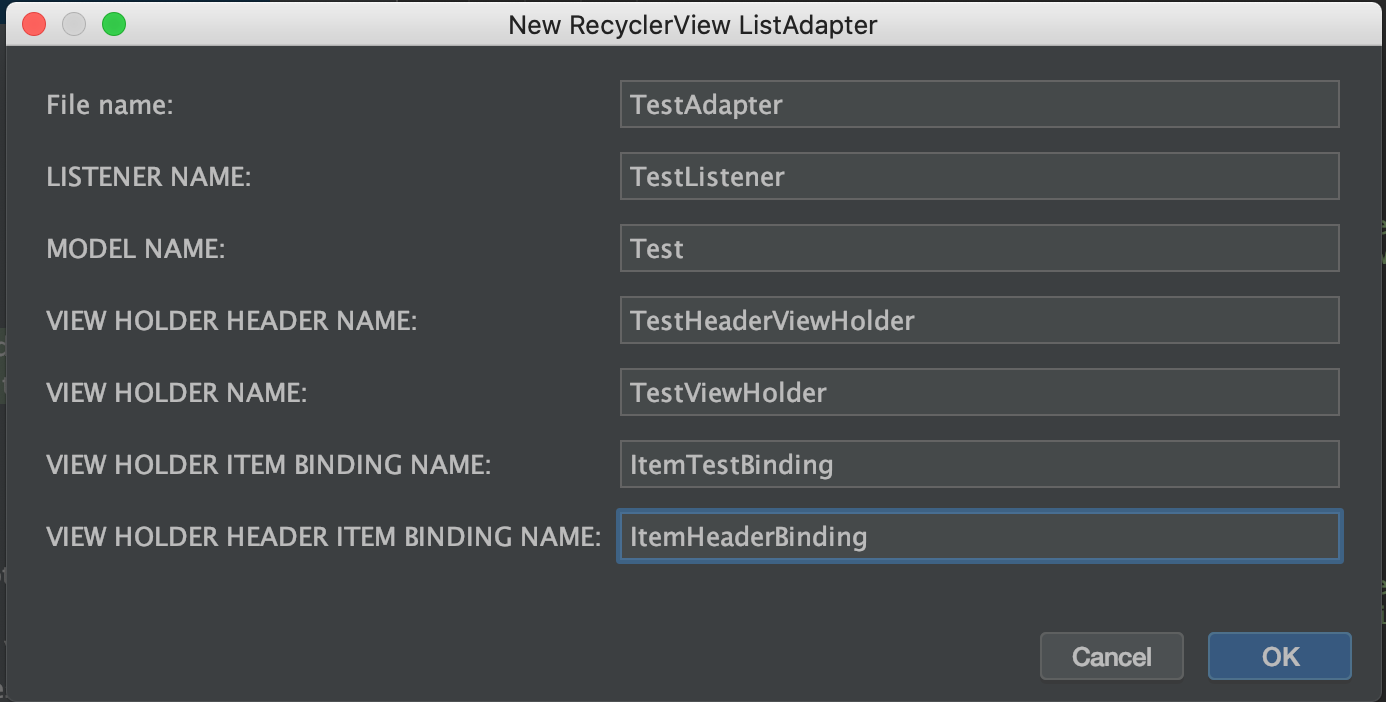 New RecyclerView ListAdapter
File name: TestAdapter
LISTENER NAME: TestListener
MODEL NAME: Test
VIEW HOLDER HEADER NAME: TestHeaderViewHolder
VIEW HOLDER NAME: TestViewHolder
VIEW HOLDER ITEM BINDING NAME: ItemTestBinding
VIEW HOLDER HEADER ITEM BINDING NAME: ItemHeaderBinding
Cancel OK